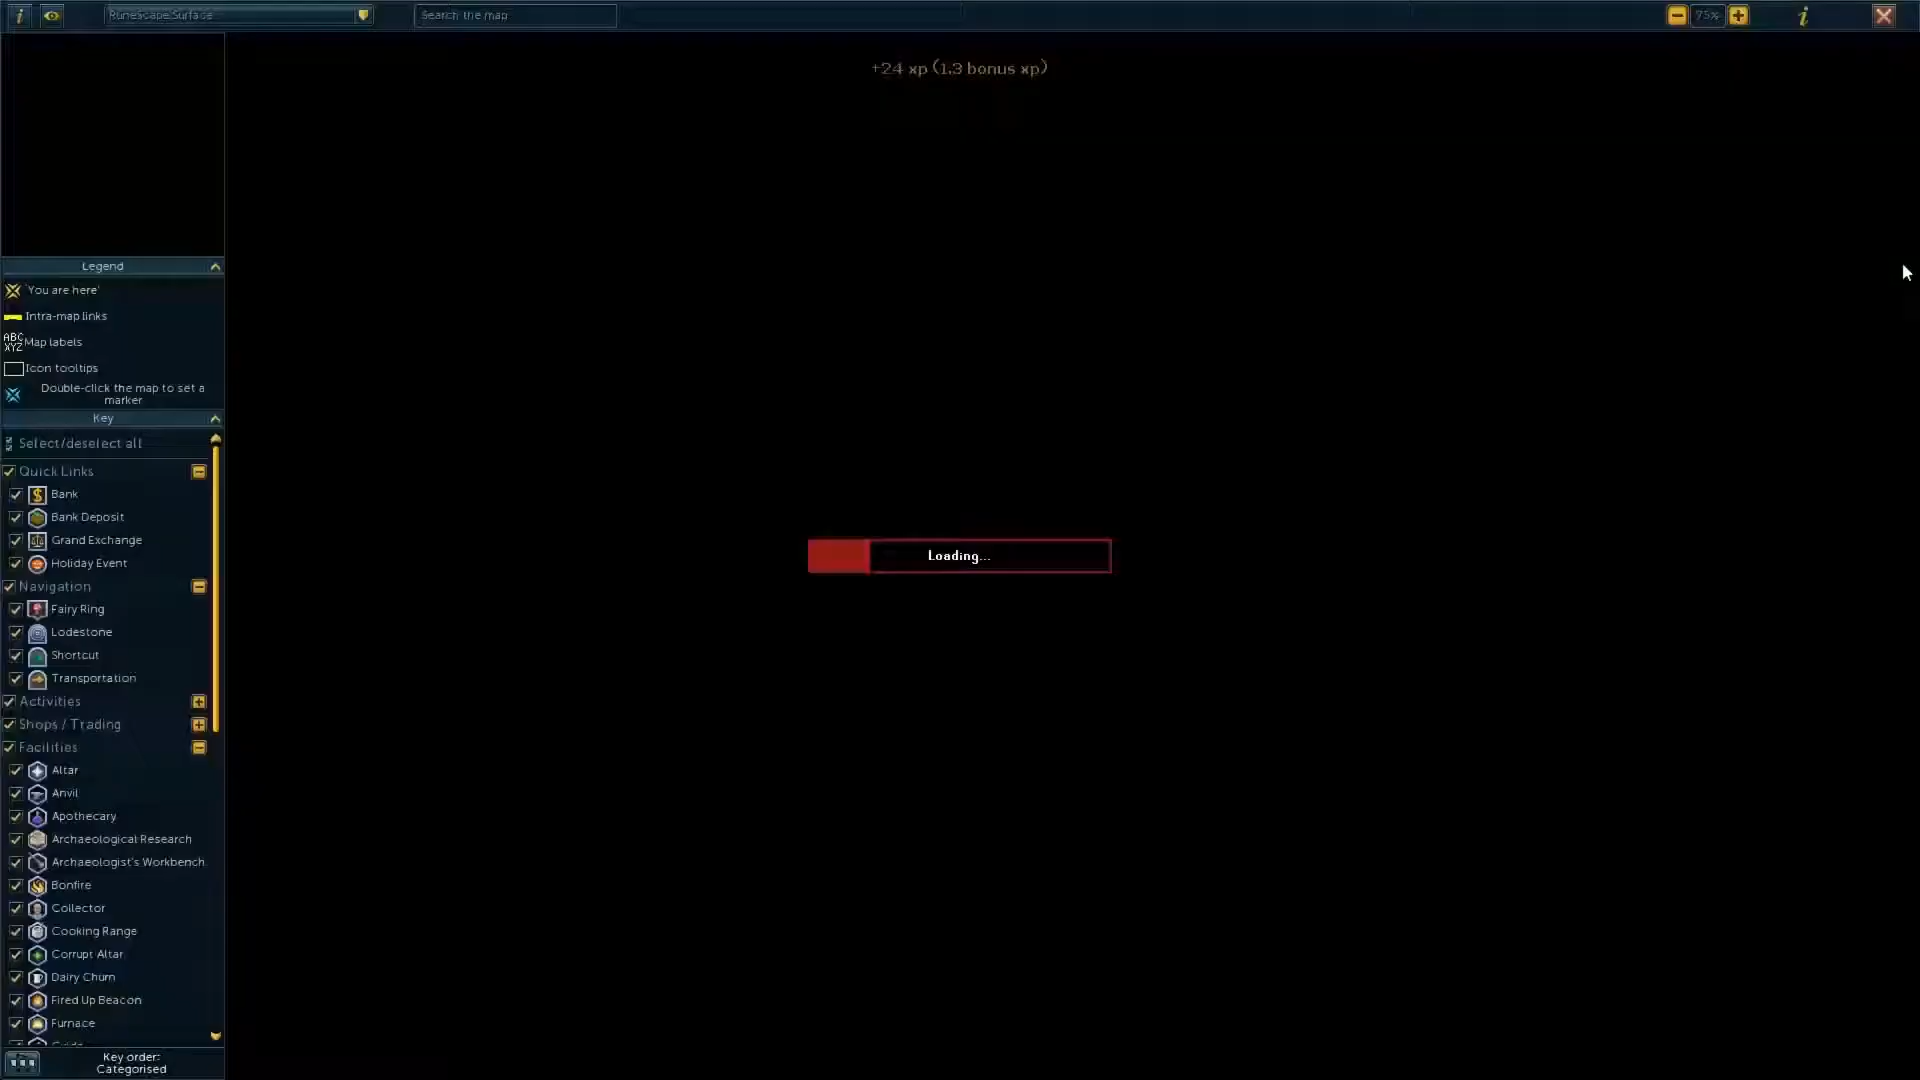 RuneScape Surface
Search the map
75%
+24 xp (1.3 bonus xp)
Legend
'You are here'
Intra-map links
ABC
XYZ
Map labels
Icon tooltips
Double-click the map to set a
marker
Key
Select/deselect all
Quick Links
Bank
Bank Deposit
Grand Exchange
Holiday Event
Navigation
Fairy Ring
Lodestone
Shortcut
Transportation
Activities
Shops / Trading
Facilities
Altar
Anvil
Apothecary
Archaeological Research
Archaeologist's Workbench
Bonfire
Collector
Cooking Range
Corrupt Altar
Dairy Churn
Fired Up Beacon
Furnace
Key order:
Categorised
Loading...